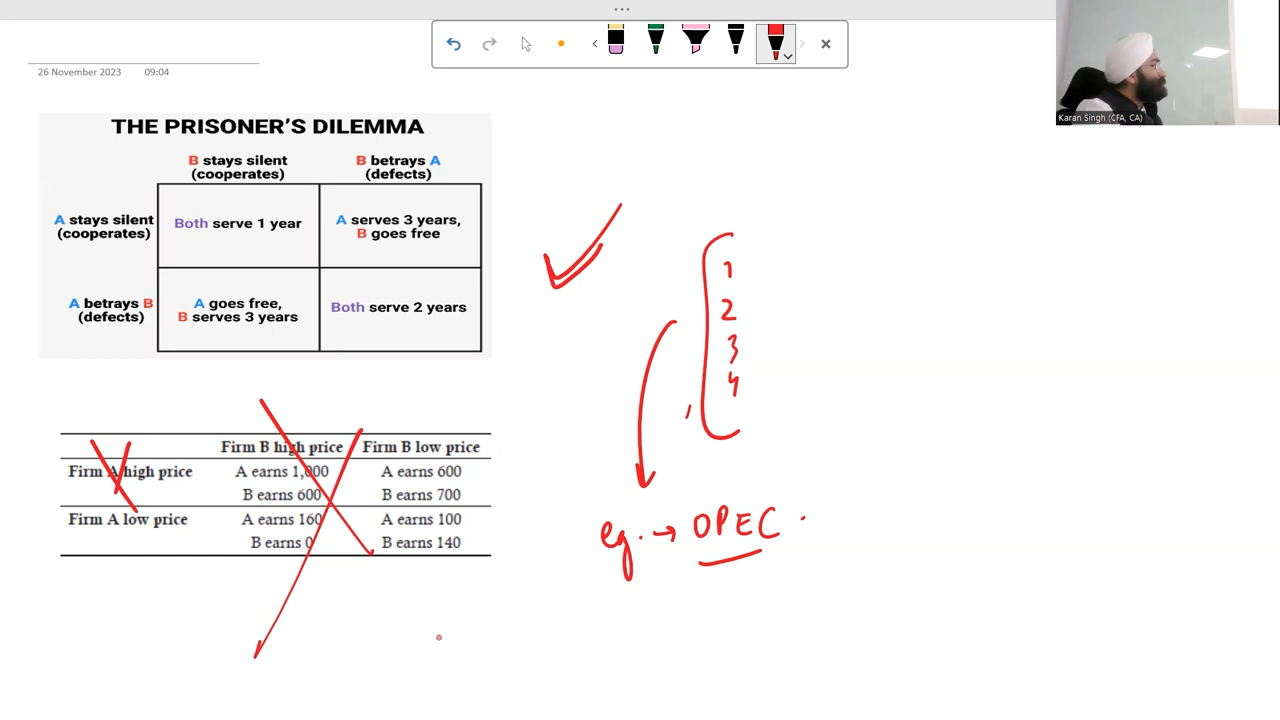 26 November 2023 09:04
Karan Singh (CFA, CA)
THE PRISONER'S DILEMMA
B stays silent (cooperates)
B betrays A (defects)
A stays silent (cooperates)
Both serve 1 year
A serves 3 years, B goes free
A betrays B (defects)
A goes free, B serves 3 years
Both serve 2 years
1
2
3
4
eg. → OPEC
Firm B high price Firm B low price
Firm A high price A earns 1,000 A earns 600
B earns 600 B earns 700
Firm A low price A earns 160 A earns 100
B earns 0 B earns 140